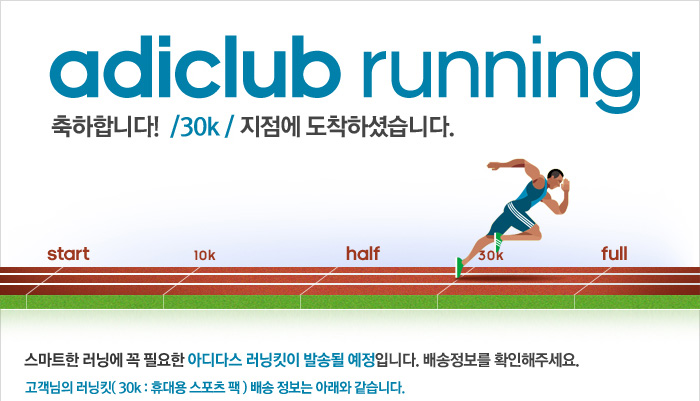 adiclub running
축하합니다! /30k / 지점에 도착하셨습니다.
start 10k half 30k full
스마트한 러닝에 꼭 필요한 아디다스 러닝킷이 발송될 예정입니다. 배송정보를 확인해주세요.
고객님의 러닝킷( 30k : 휴대용 스포츠 팩 ) 배송 정보는 아래와 같습니다.